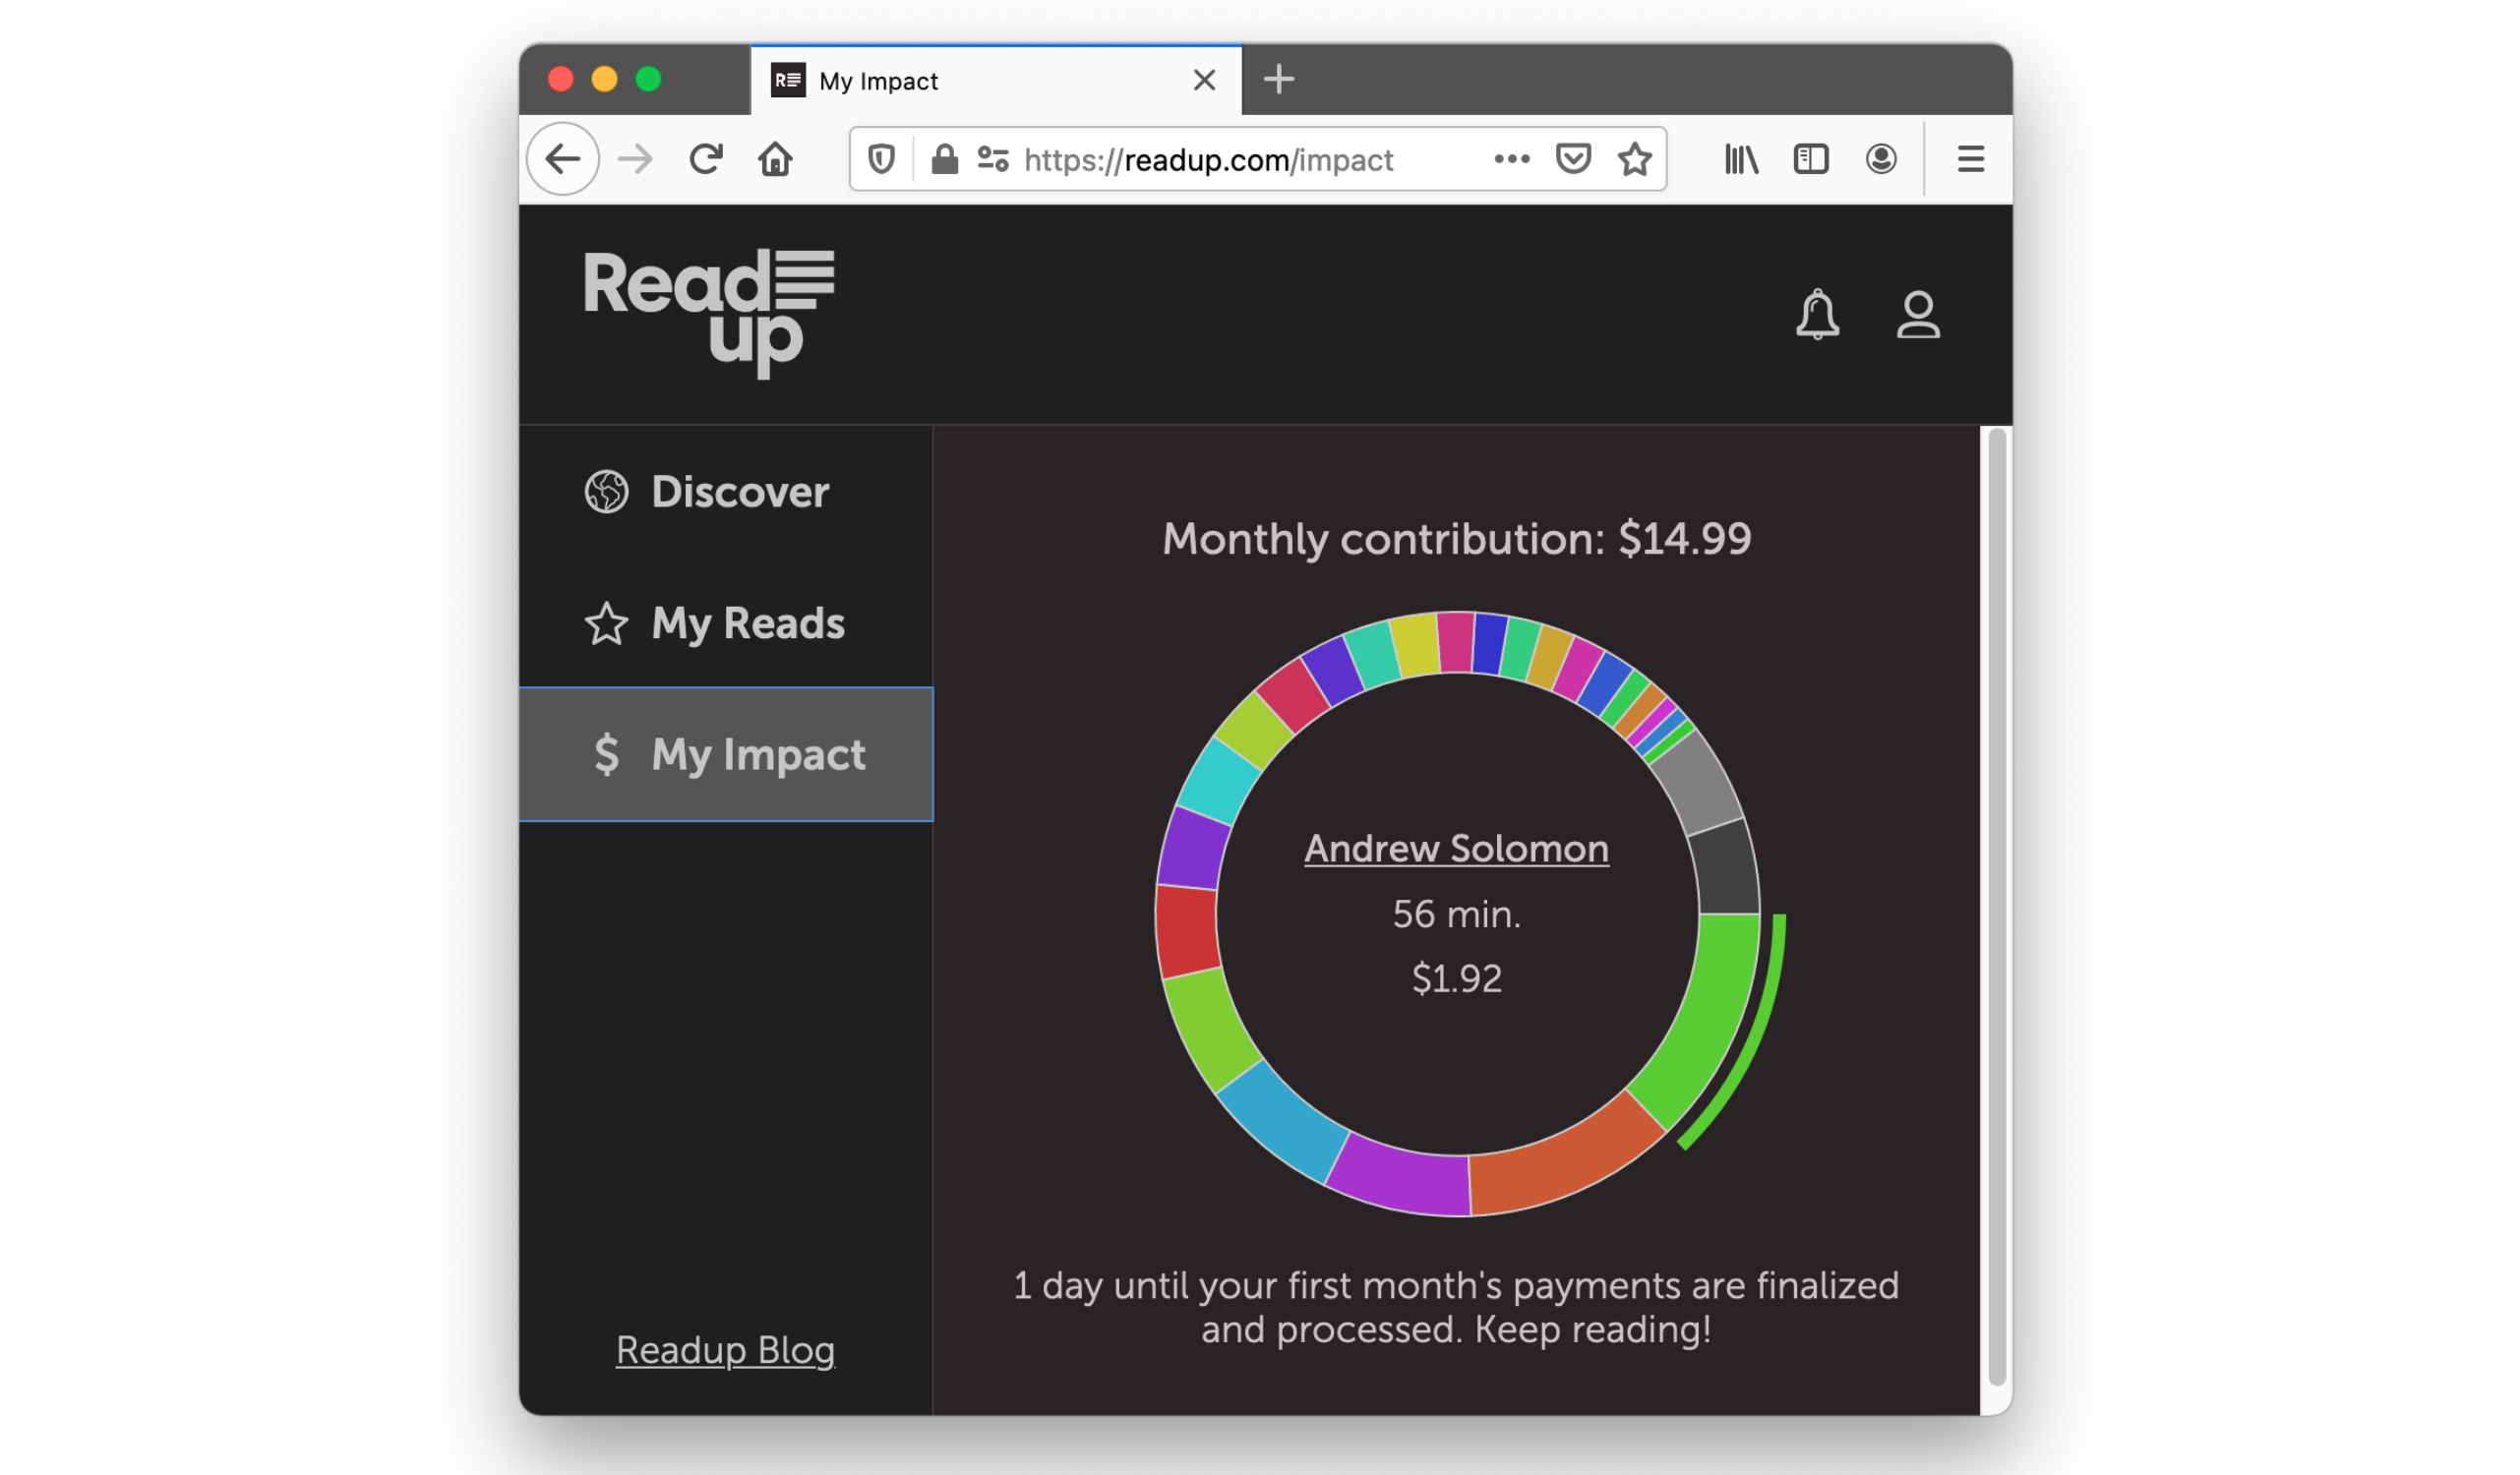 R
My Impact
https://readup.com/impact
Read
up
Discover
My Reads
$ My Impact
Readup Blog
Monthly contribution: $14.99
Andrew Solomon
56 min.
$1.92
1 day until your first month's payments are finalized
and processed. Keep reading!